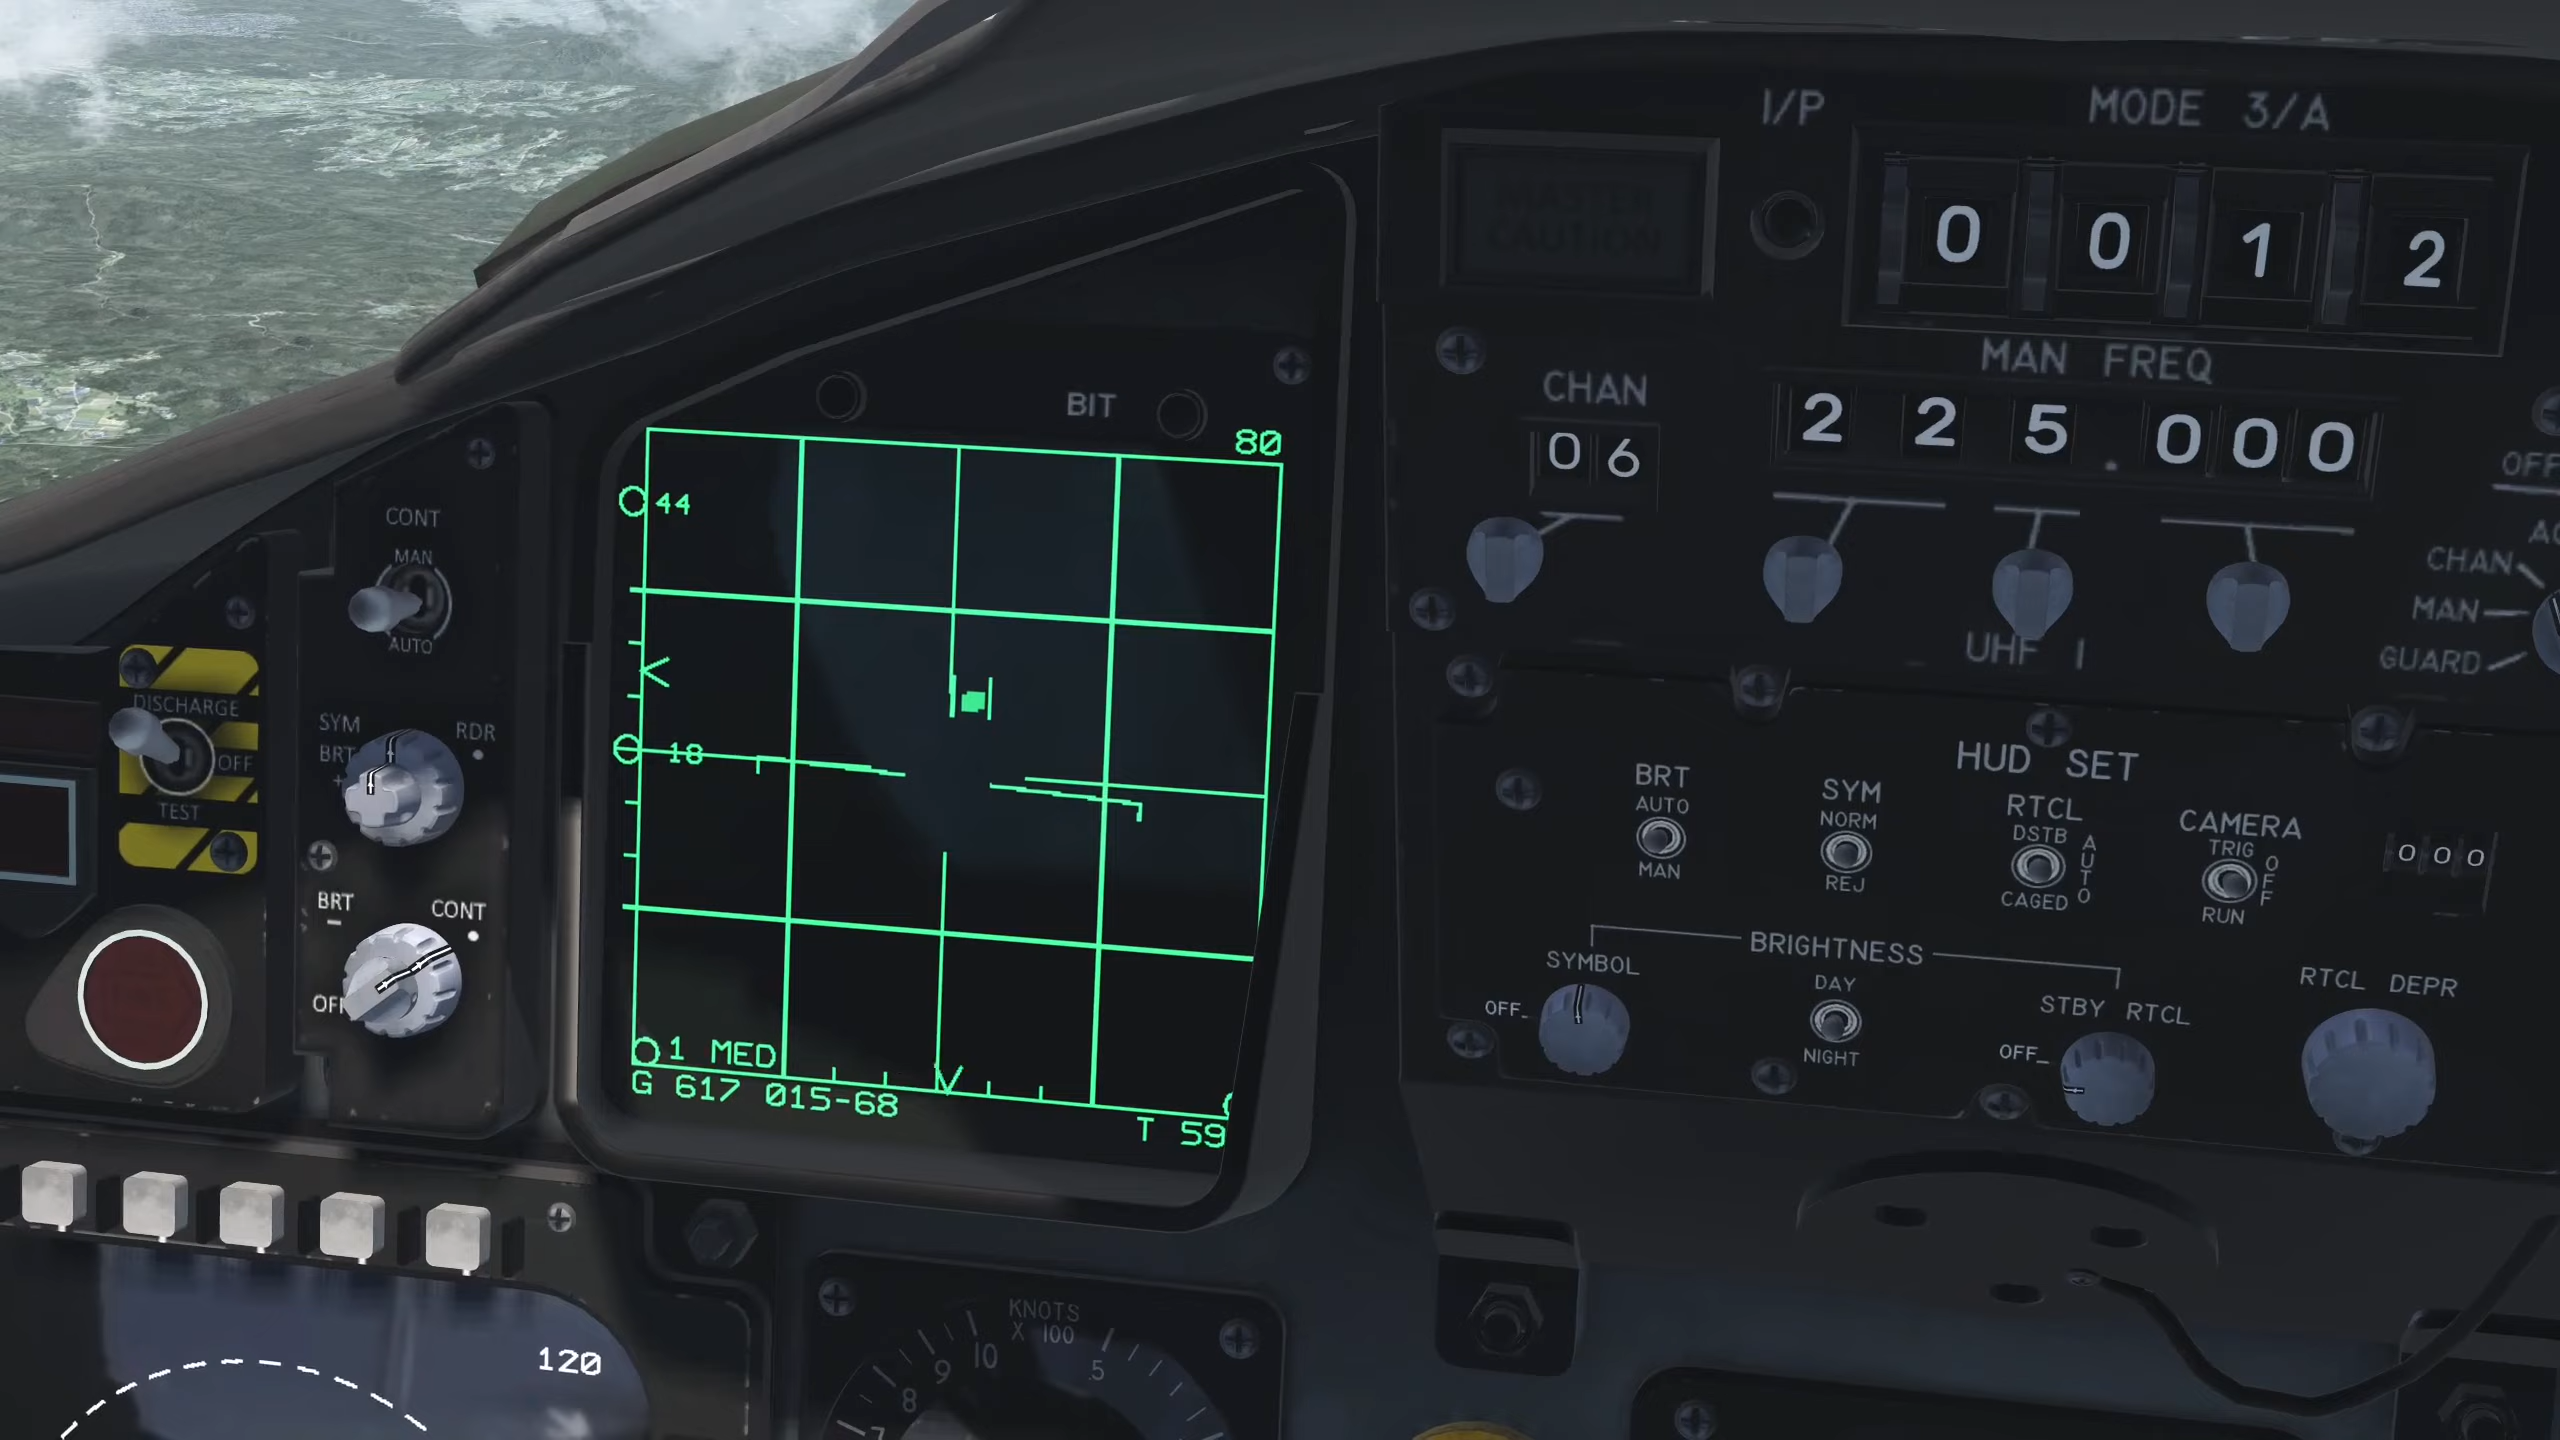 I/P
MODE 3/A
0 0 1 2
MASTER
CAUTION
MAN FREQ
CHAN
06
2 2 5 . 0 0 0
OFF
CHAN
MAN
GUARD
UHF 1
BIT
80
44
18
1 MED
G 617 015-68
T 59
CONT
MAN
AUTO
DISCHARGE
OFF
TEST
SYM
BRT
+
RDR
BRT
-
CONT
OFF
HUD SET
BRT
AUTO
MAN
SYM
NORM
REJ
RTCL
DSTB
AUTO
CAGED
CAMERA
TRIG
OFF
RUN
0 0 0
BRIGHTNESS
SYMBOL
OFF
DAY
NIGHT
STBY RTCL
OFF
RTCL DEPR
120
KNOTS
X 100
10
9
8
.5